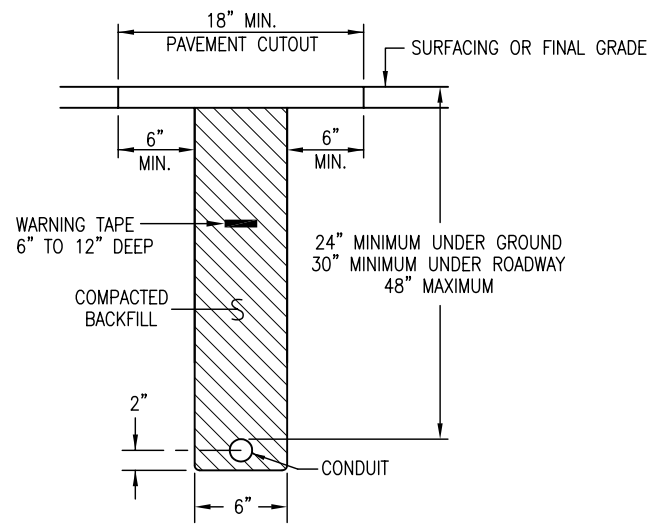 18” MIN.
PAVEMENT CUTOUT
SURFACING OR FINAL GRADE
6”
MIN.
6”
MIN.
WARNING TAPE
6” TO 12” DEEP
24” MINIMUM UNDER GROUND
30” MINIMUM UNDER ROADWAY
48” MAXIMUM
COMPACTED
BACKFILL
2”
CONDUIT
6”